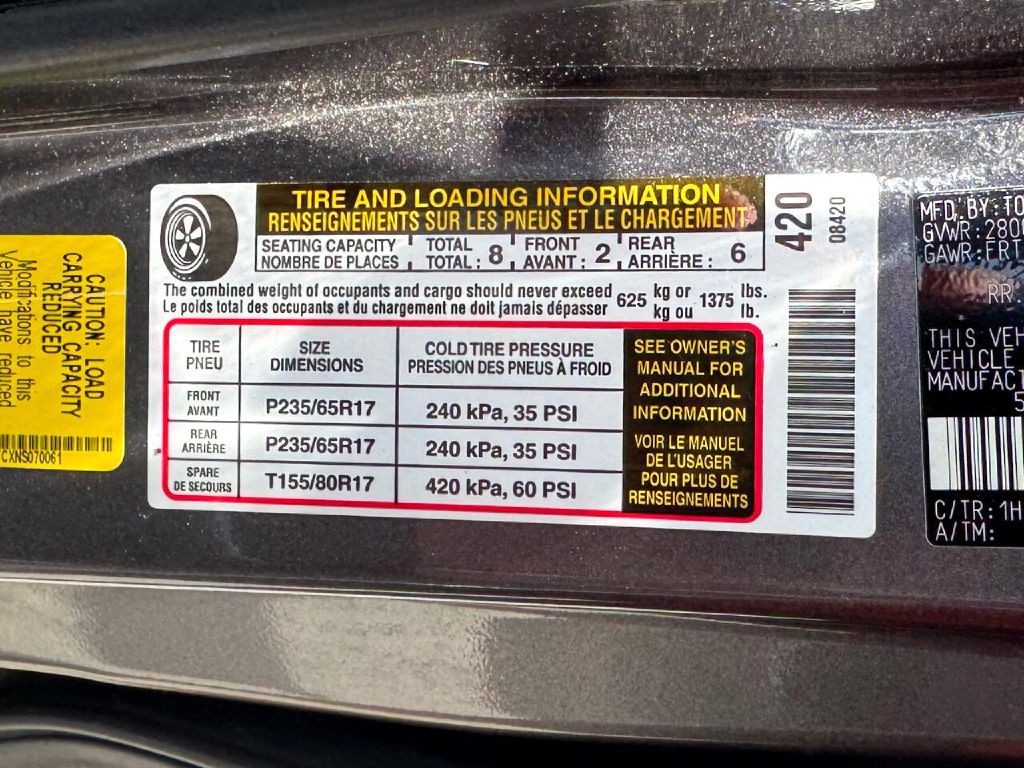 CAUTION: LOAD
CARRYING CAPACITY
REDUCED
Modifications to this
Vehicle have reduced
CXNS070061
TIRE AND LOADING INFORMATION
RENSEIGNEMENTS SUR LES PNEUS ET LE CHARGEMENT
SEATING CAPACITY TOTAL FRONT REAR
NOMBRE DE PLACES TOTAL: 8 AVANT: 2 ARRIÈRE: 6
The combined weight of occupants and cargo should never exceed 625 kg or 1375 lbs.
Le poids total des occupants et du chargement ne doit jamais dépasser kg ou lb.
TIRE SIZE COLD TIRE PRESSURE
PNEU DIMENSIONS PRESSION DES PNEUS À FROID
FRONT
AVANT P235/65R17 240 kPa, 35 PSI
REAR
ARRIÈRE P235/65R17 240 kPa, 35 PSI
SPARE
DE SECOURS T155/80R17 420 kPa, 60 PSI
SEE OWNER'S
MANUAL FOR
ADDITIONAL
INFORMATION
VOIR LE MANUEL
DE L'USAGER
POUR PLUS DE
RENSEIGNEMENTS
420
08420
MFD. BY: TO
GVWR: 280
GAWR: FRT
RR:
THIS VEH
VEHICLE
MANUFACT
5
C/TR: 1H
A/TM: